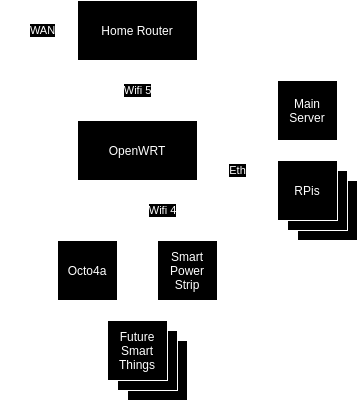 WAN
Home Router
Wifi 5
Main
Server
OpenWRT
Eth
RPis
Wifi 4
Octo4a
Smart
Power
Strip
Future
Smart
Things